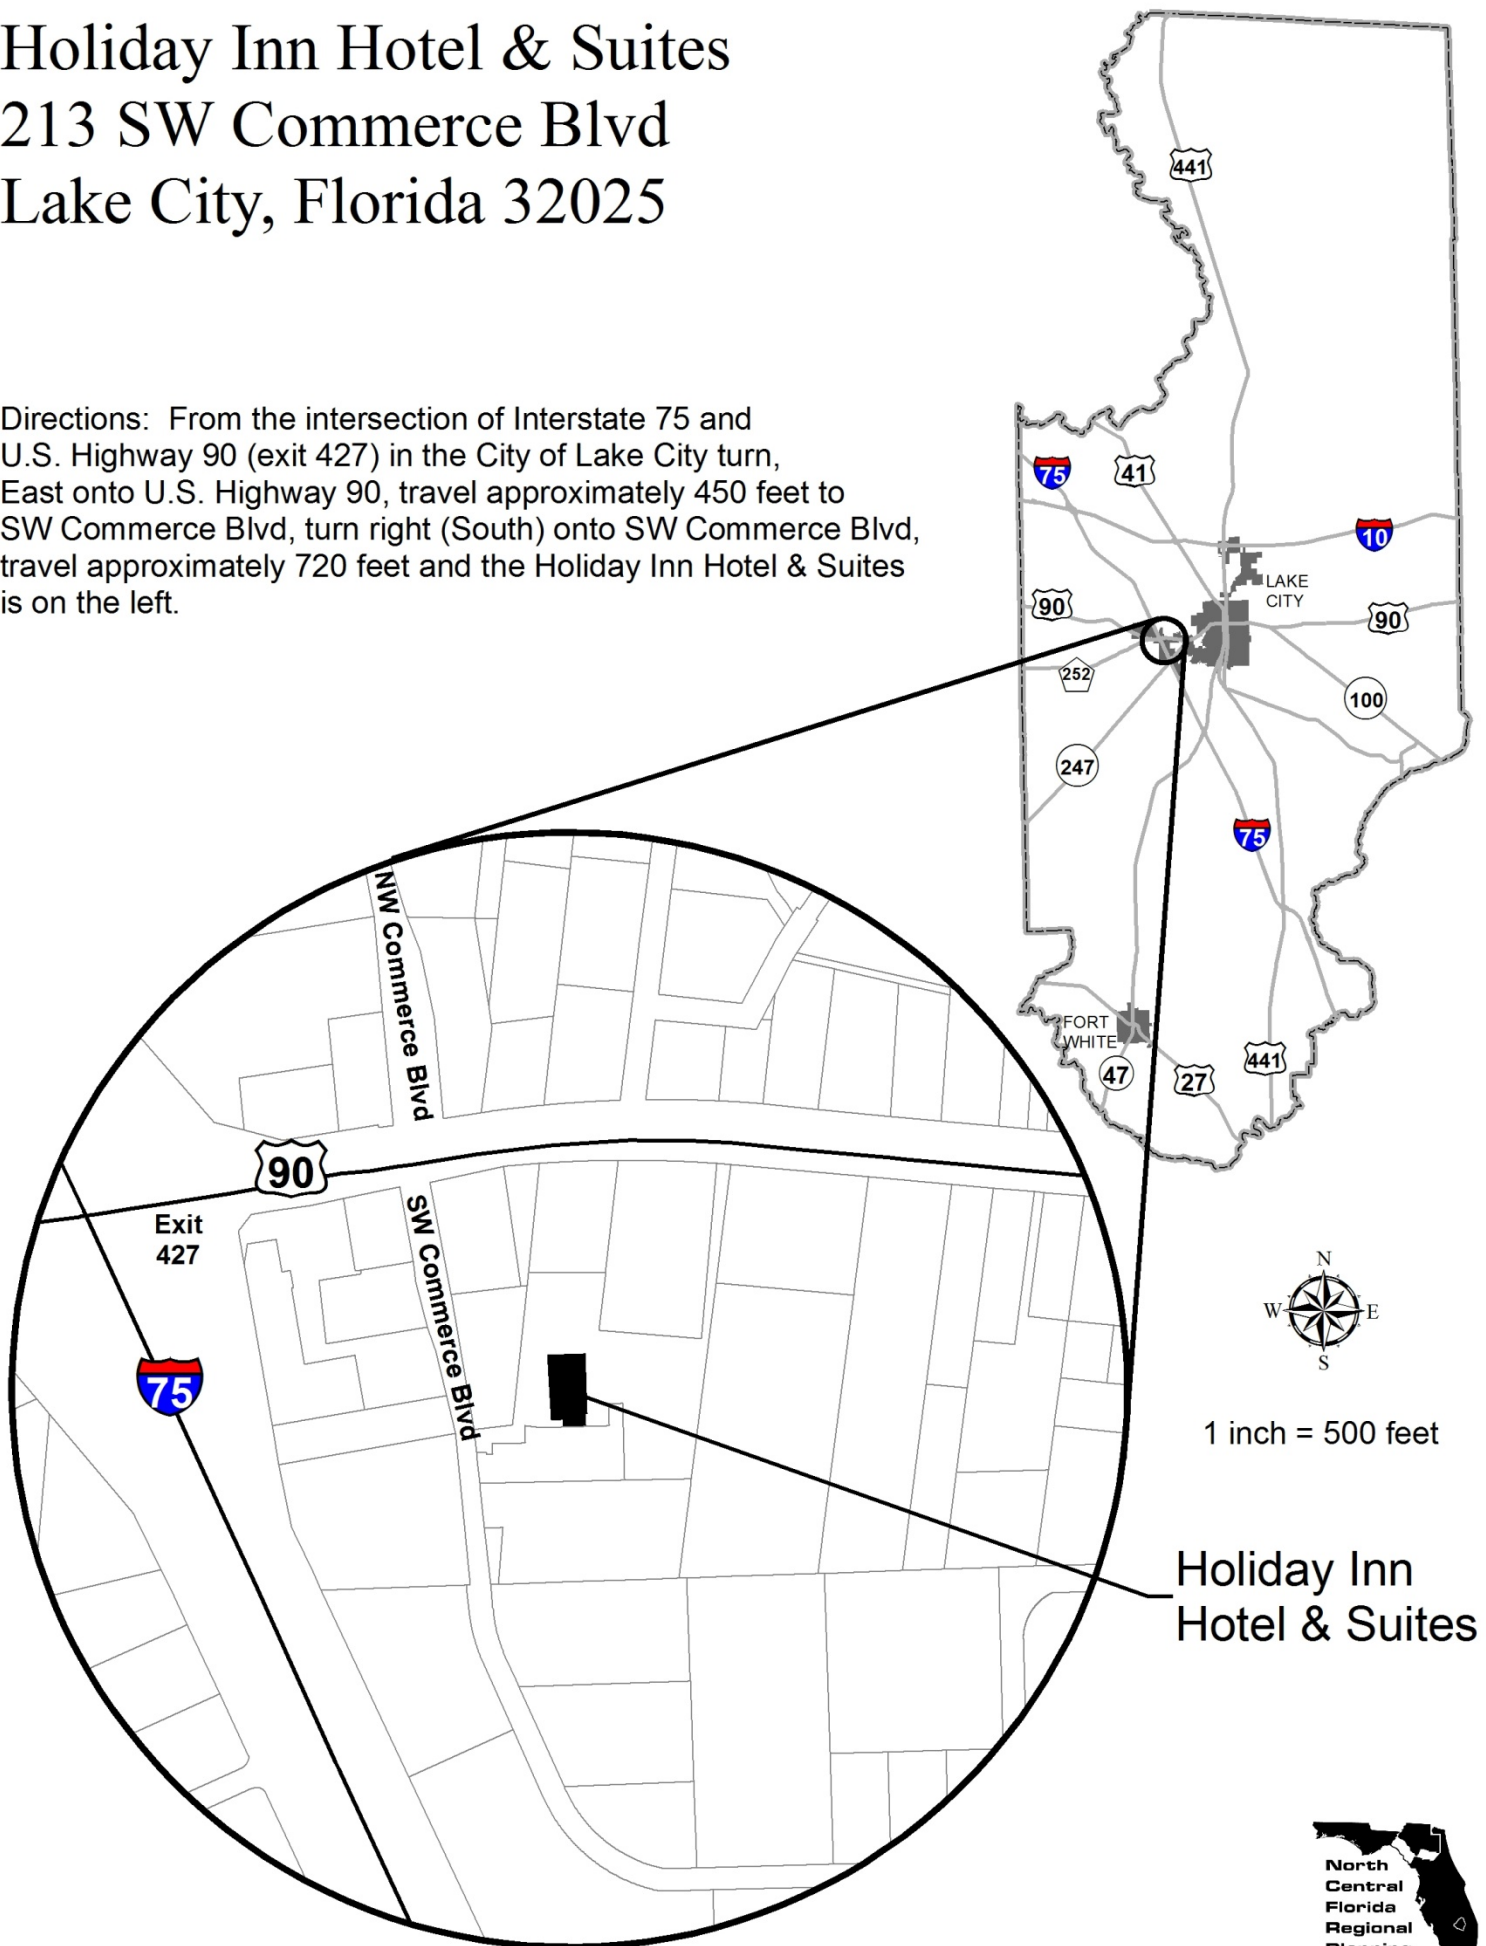 Holiday Inn Hotel & Suites
213 SW Commerce Blvd
Lake City, Florida 32025
Directions:  From the intersection of Interstate 75 and
U.S. Highway 90 (exit 427) in the City of Lake City turn,
East onto U.S. Highway 90, travel approximately 450 feet to
SW Commerce Blvd, turn right (South) onto SW Commerce Blvd,
travel approximately 720 feet and the Holiday Inn Hotel & Suites
is on the left.
441
75
41
10
LAKE
CITY
90
90
252
100
247
75
FORT
WHITE
47
27
441
NW Commerce Blvd
90
Exit
427
SW Commerce Blvd
75
N
W
E
S
1 inch = 500 feet
Holiday Inn
Hotel & Suites
North
Central
Florida
Regional
Planning